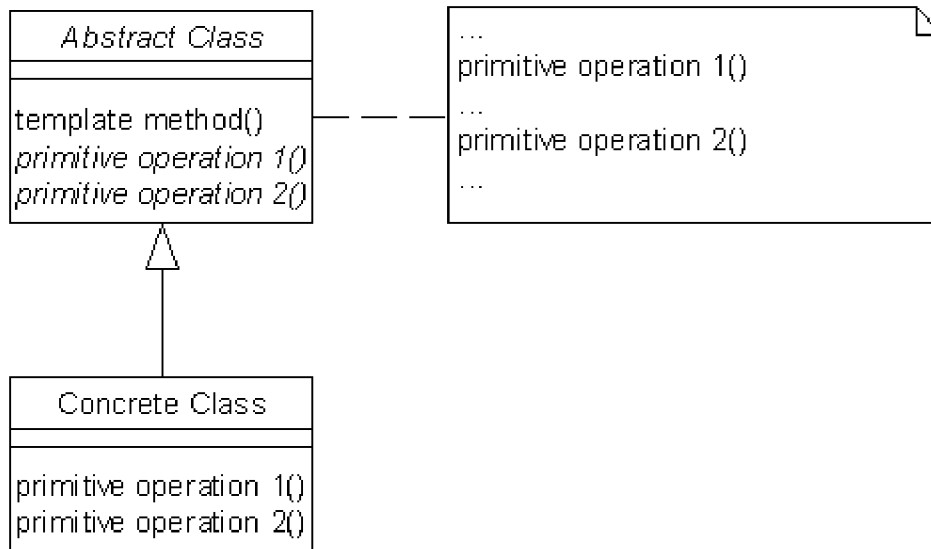 Abstract Class
template method()
primitive operation 1()
primitive operation 2()
...
primitive operation 1()
...
primitive operation 2()
...
Concrete Class
primitive operation 1()
primitive operation 2()